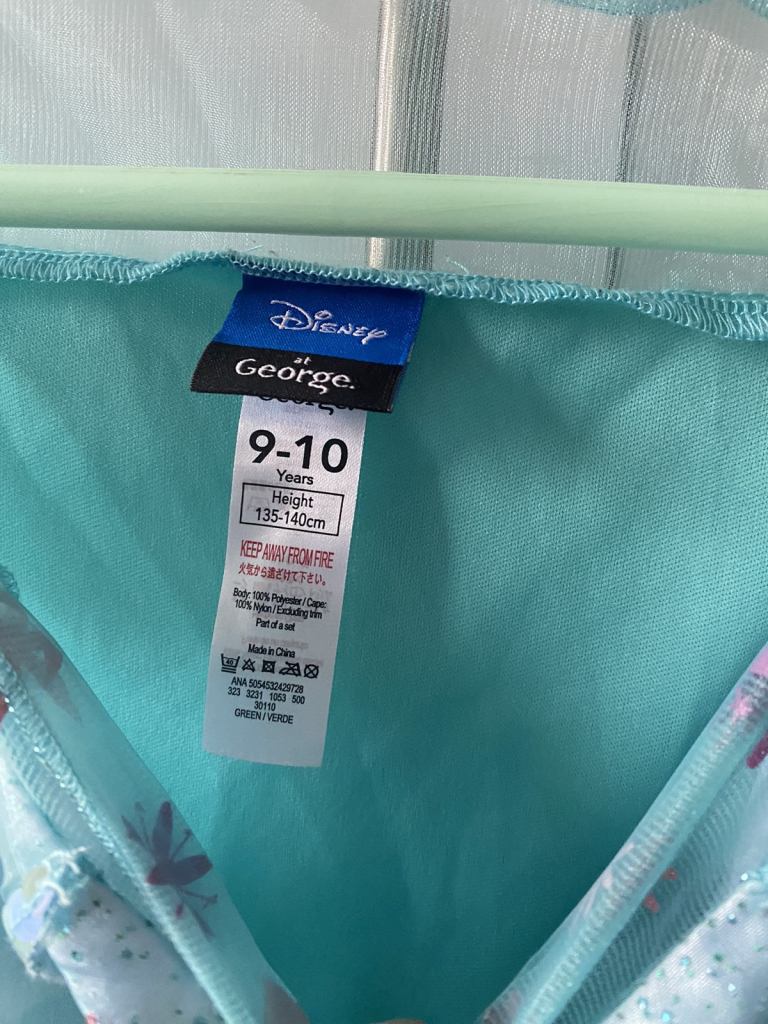 Disney
at
George.
9-10
Years
Height
135-140cm
KEEP AWAY FROM FIRE
火気から遠ざけて下さい。
Body: 100% Polyester / Cape:
100% Nylon / Excluding trim
Part of a set
Made in China
40
ANA 5054532429728
323 3231 1053 500
30110
GREEN / VERDE